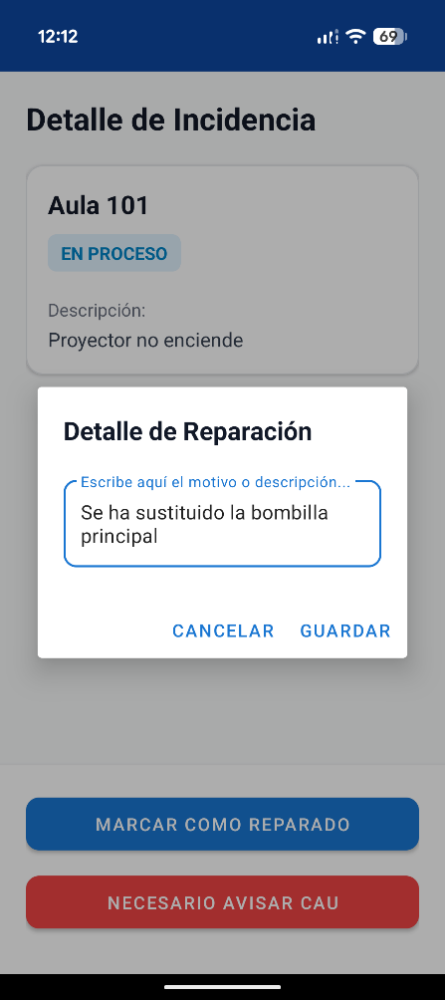 12:12
69
Detalle de Incidencia
Aula 101
EN PROCESO
Descripción:
Proyector no enciende
Detalle de Reparación
Escribe aquí el motivo o descripción...
Se ha sustituido la bombilla
principal
CANCELAR GUARDAR
MARCAR COMO REPARADO
NECESARIO AVISAR CAU